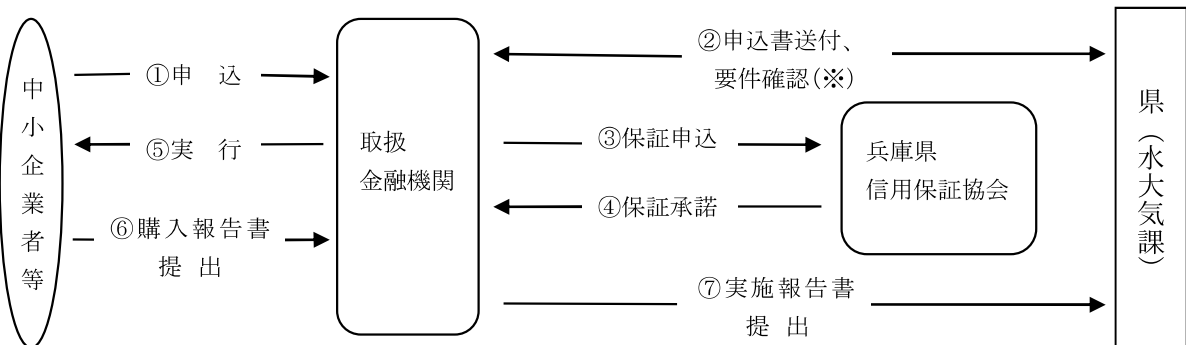 中小企業者等
①申　込
⑤実　行
⑥購入報告書
提　出
取扱
金融機関
②申込書送付、
要件確認(※)
③保証申込
④保証承諾
⑦実施報告書
提　出
兵庫県
信用保証協会
県（水大気課）